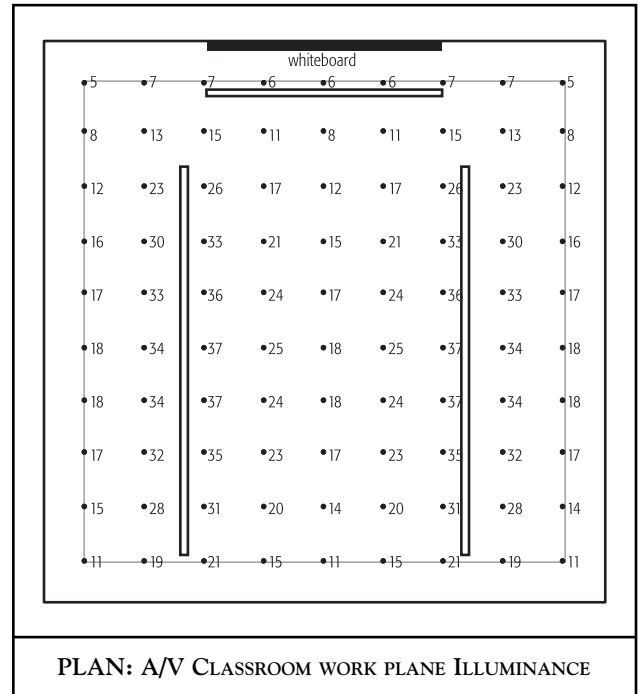 whiteboard
5 7 7 6 6 6 7 7 5
8 13 15 11 8 11 15 13 8
12 23 26 17 12 17 26 23 12
16 30 33 21 15 21 33 30 16
17 33 36 24 17 24 36 33 17
18 34 37 25 18 25 37 34 18
18 34 37 24 18 24 37 34 18
17 32 35 23 17 23 35 32 17
15 28 31 20 14 20 31 28 14
11 19 21 15 11 15 21 19 11
PLAN: A/V CLASSROOM WORK PLANE ILLUMINANCE